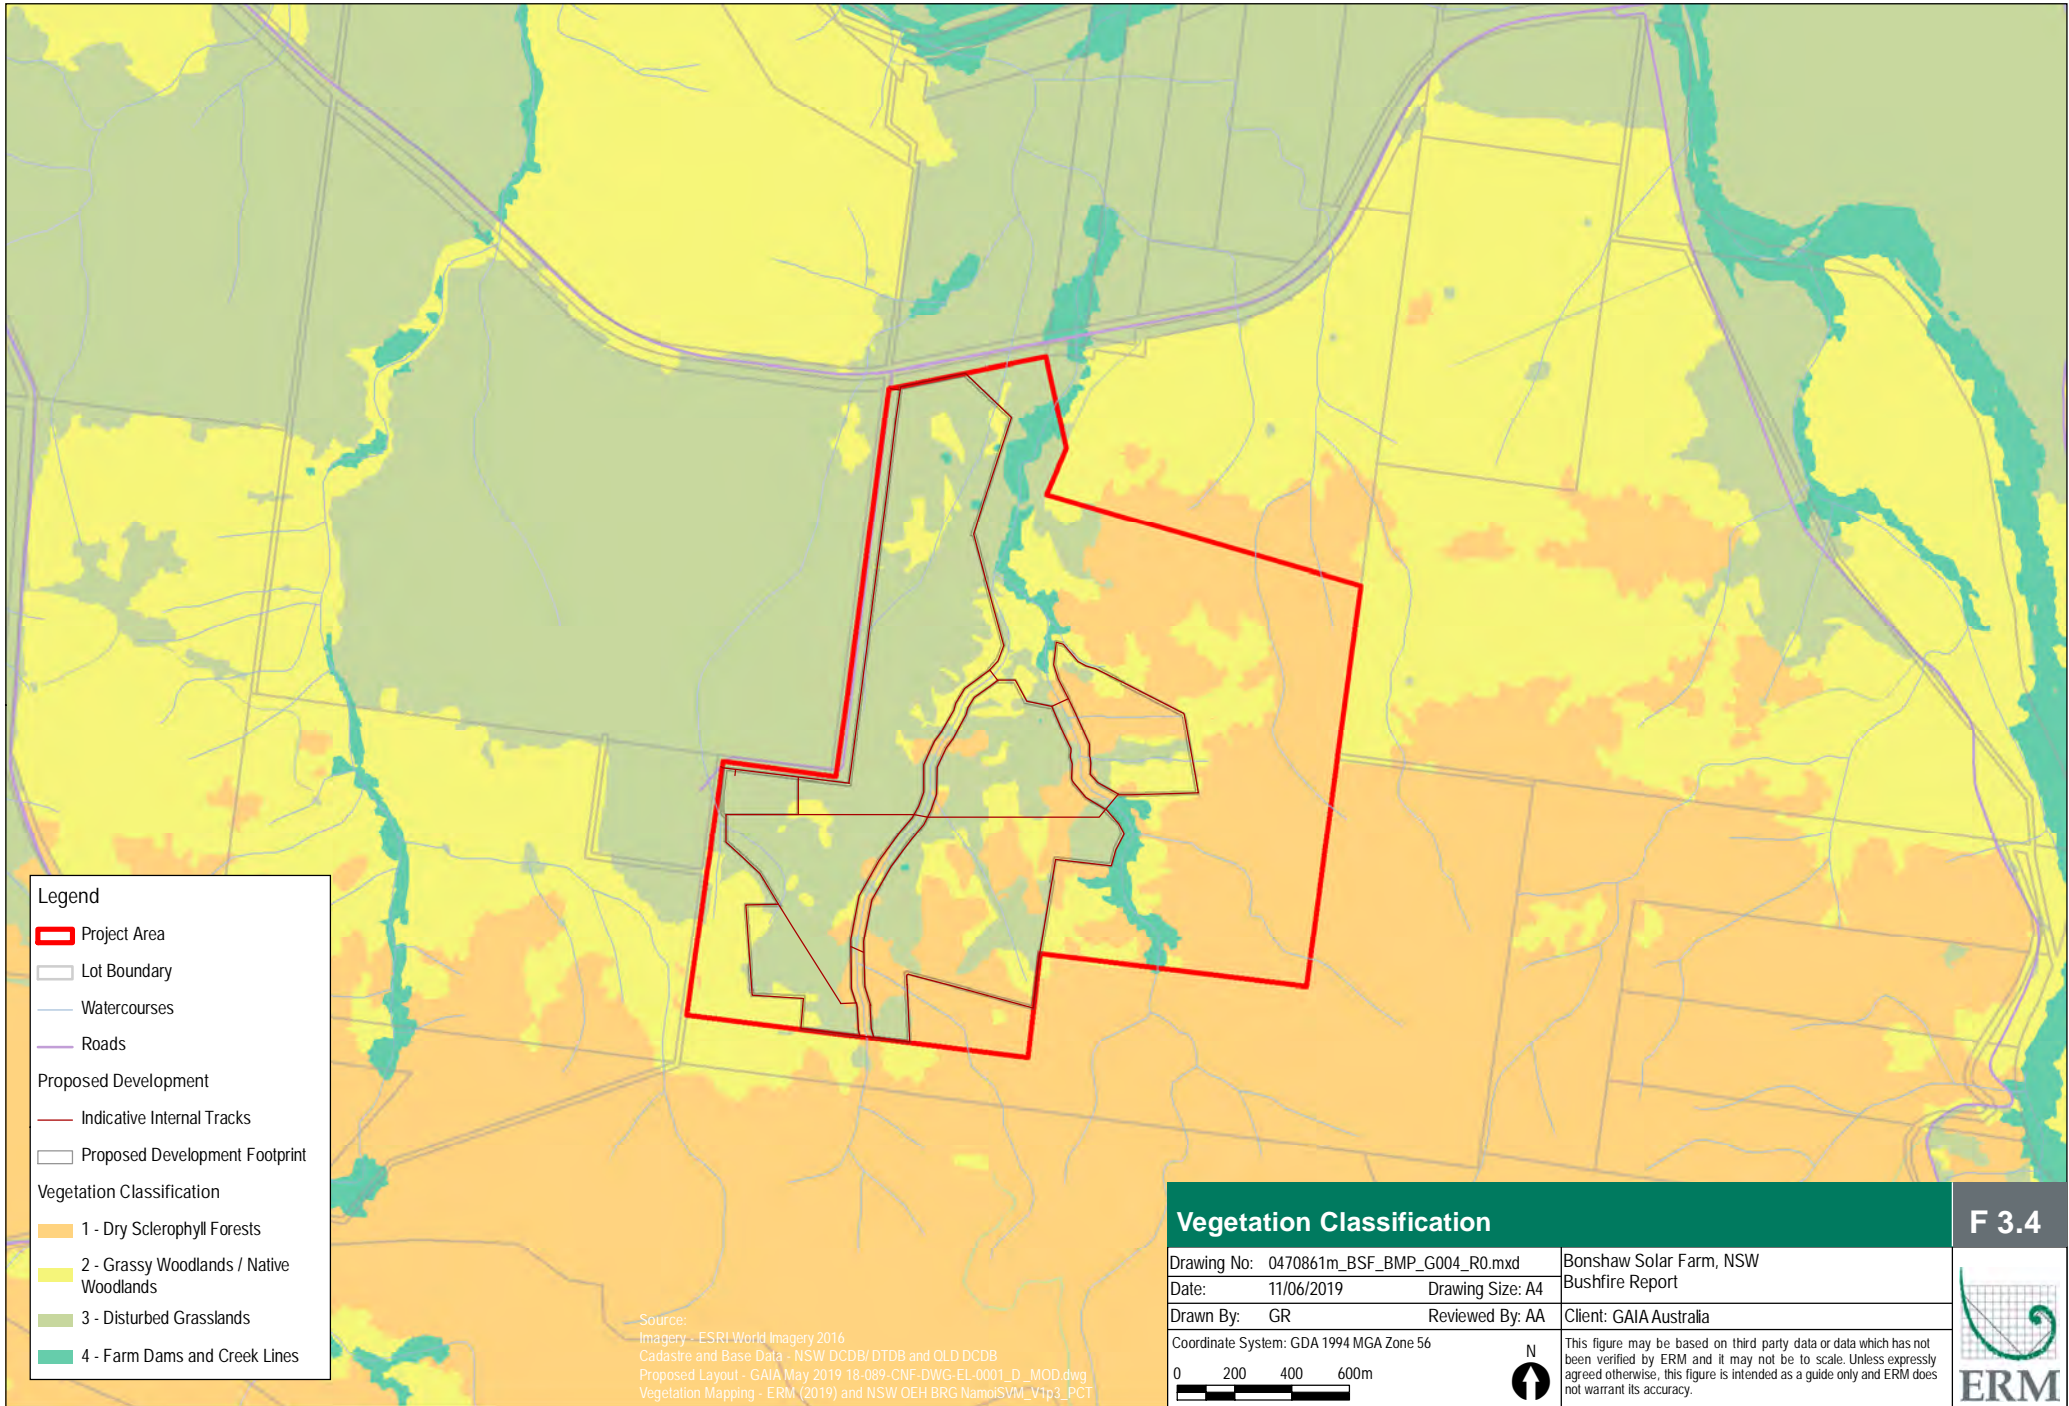 Legend
Project Area
Lot Boundary
Watercourses
Roads
Proposed Development
Indicative Internal Tracks
Proposed Development Footprint
Vegetation Classification
1 - Dry Sclerophyll Forests
2 - Grassy Woodlands / Native
Woodlands
3 - Disturbed Grasslands
4 - Farm Dams and Creek Lines
Source:
Imagery - ESRI World Imagery 2016
Cadastre and Base Data - NSW DCDB/ DTDB and QLD DCDB
Proposed Layout - GAIA May 2019 18-089-CNF-DWG-EL-0001_D_MOD.dwg
Vegetation Mapping - ERM (2019) and NSW OEH BRG NamoiSVM_V1p3_PCT
Vegetation Classification
F 3.4
Drawing No: 0470861m_BSF_BMP_G004_R0.mxd
Date: 11/06/2019 Drawing Size: A4
Drawn By: GR Reviewed By: AA
Bonshaw Solar Farm, NSW
Bushfire Report
Client: GAIA Australia
Coordinate System: GDA 1994 MGA Zone 56
0 200 400 600m
N
This figure may be based on third party data or data which has not
been verified by ERM and it may not be to scale. Unless expressly
agreed otherwise, this figure is intended as a guide only and ERM does
not warrant its accuracy.
ERM